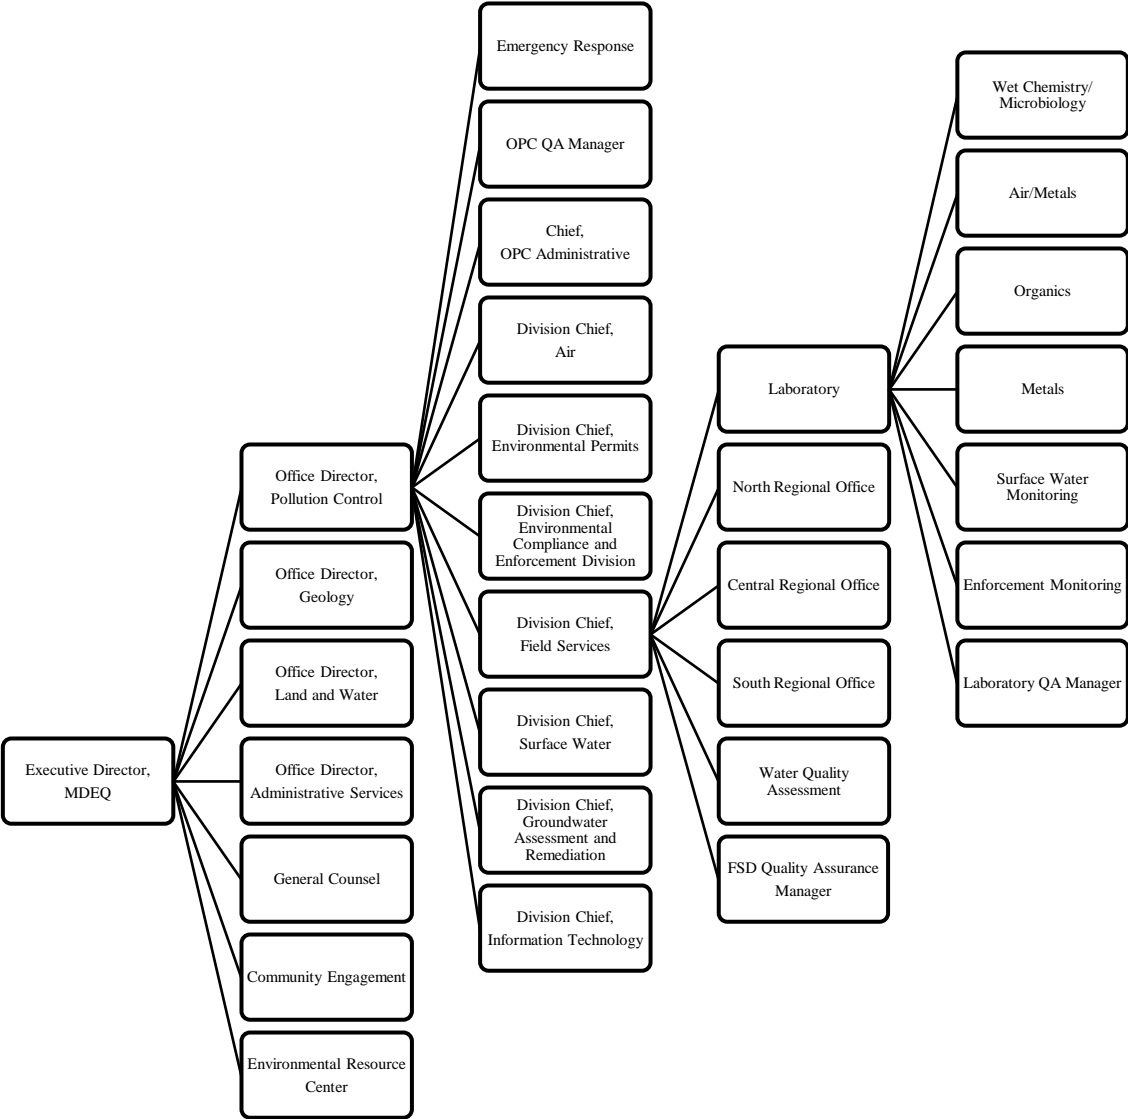 Executive Director,
MDEQ
Office Director,
Pollution Control
Office Director,
Geology
Office Director,
Land and Water
Office Director,
Administrative Services
General Counsel
Community Engagement
Environmental Resource
Center
Emergency Response
OPC QA Manager
Chief,
OPC Administrative
Division Chief,
Air
Division Chief,
Environmental Permits
Division Chief,
Environmental
Compliance and
Enforcement Division
Division Chief,
Field Services
Division Chief,
Surface Water
Division Chief,
Groundwater
Assessment and
Remediation
Division Chief,
Information Technology
Laboratory
North Regional Office
Central Regional Office
South Regional Office
Water Quality
Assessment
FSD Quality Assurance
Manager
Wet Chemistry/
Microbiology
Air/Metals
Organics
Metals
Surface Water
Monitoring
Enforcement Monitoring
Laboratory QA Manager